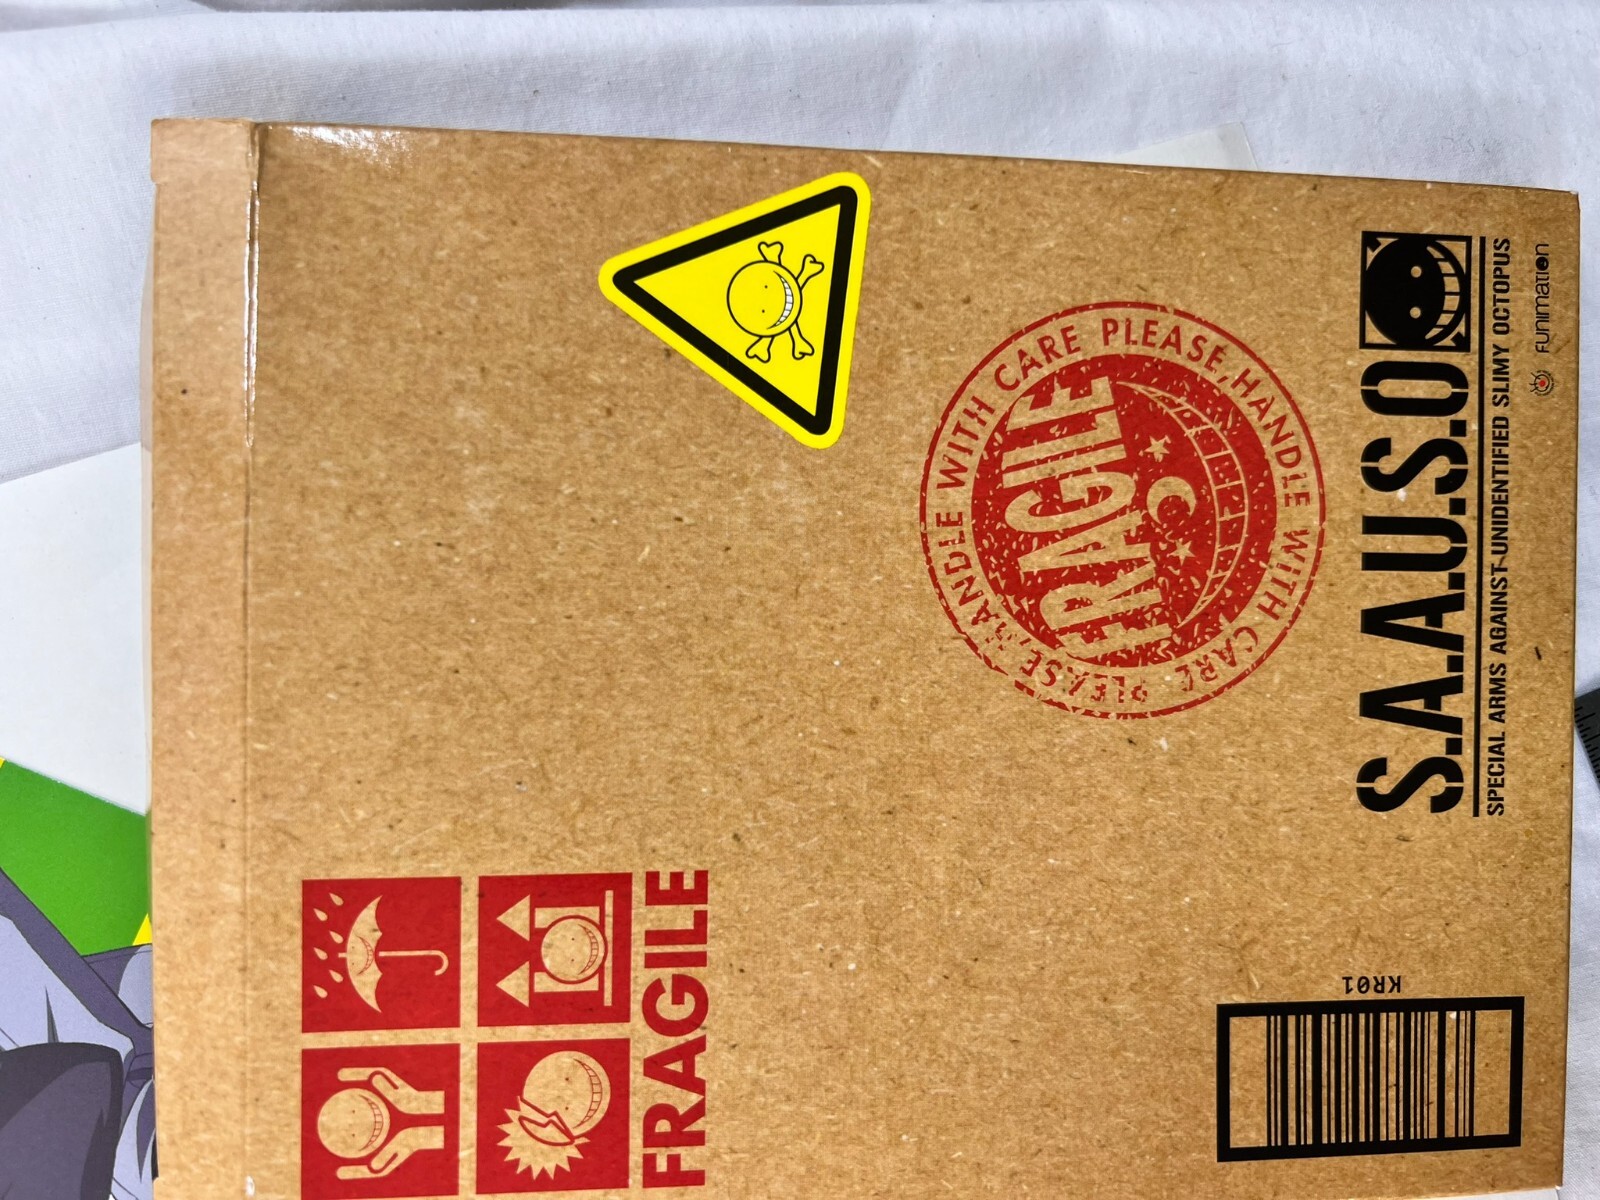 FRAGILE
PLEASE, HANDLE WITH CARE PLEASE, HANDLE WITH CARE
FRAGILE
S.A.A.U.S.O
SPECIAL ARMS AGAINST UNIDENTIFIED SLIMY OCTOPUS
FUNIMATION
KR01